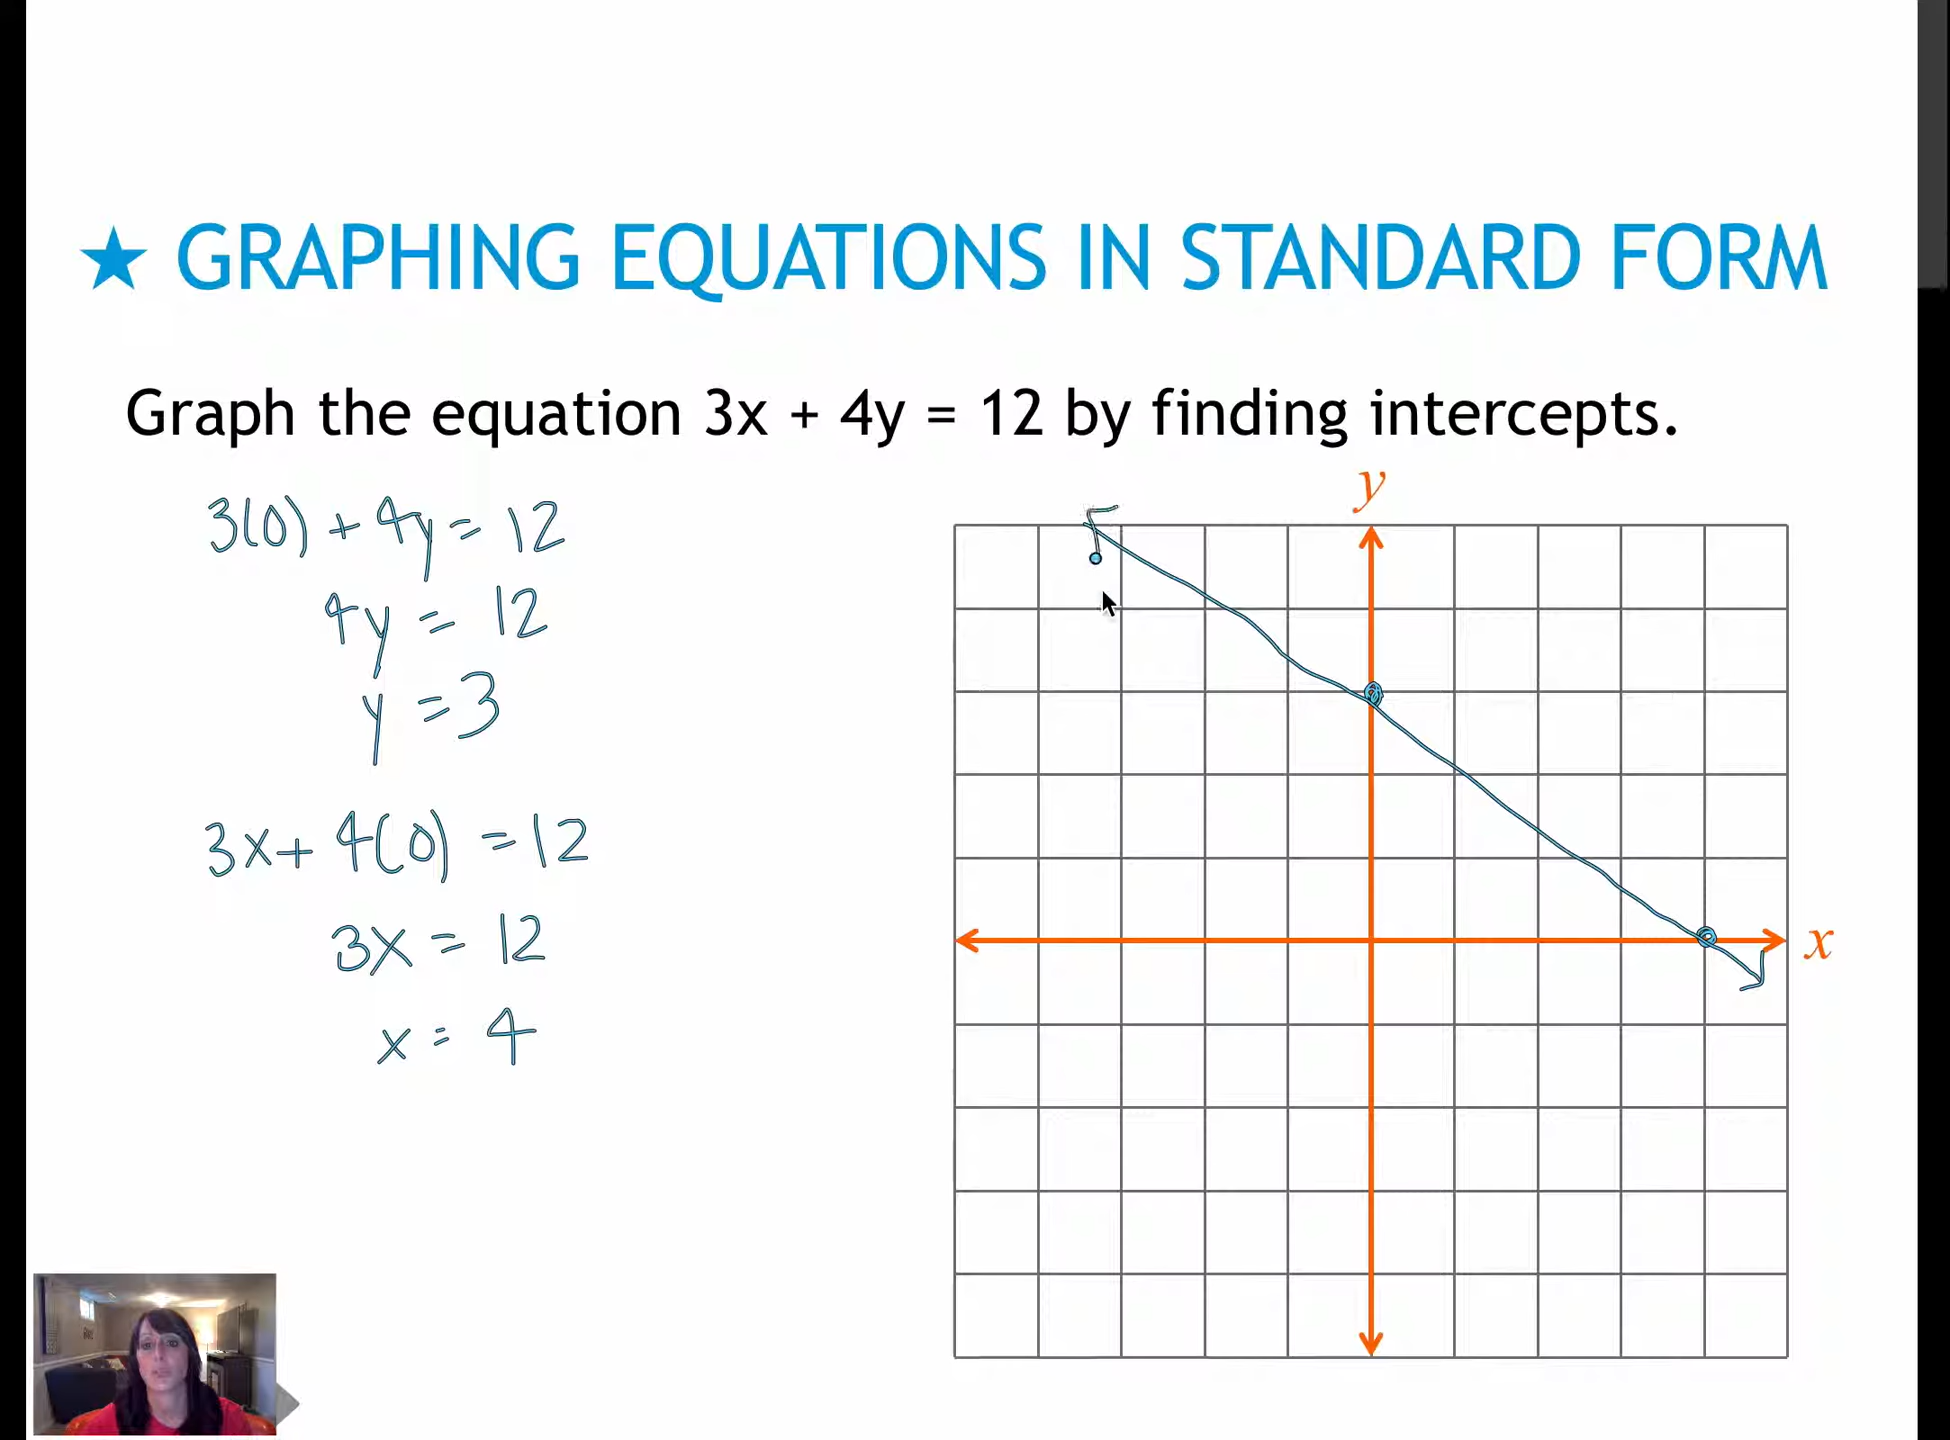 ★ GRAPHING EQUATIONS IN STANDARD FORM
Graph the equation 3x + 4y = 12 by finding intercepts.
3(0) + 4y = 12
4y = 12
y = 3
3x + 4(0) = 12
3x = 12
x = 4
y
x